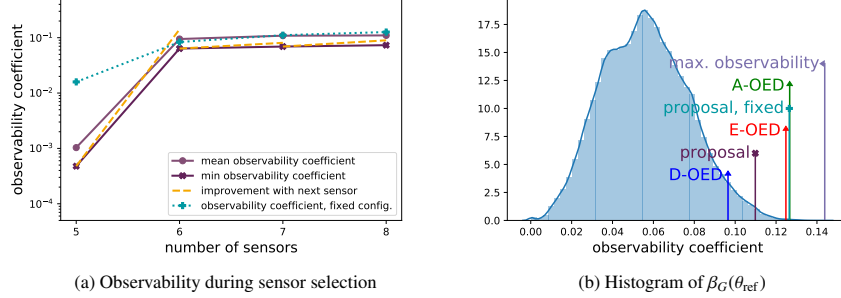 observability coefficient
10⁻¹
10⁻²
10⁻³
10⁻⁴
mean observability coefficient
min observability coefficient
improvement with next sensor
observability coefficient, fixed config.
5 6 7 8
number of sensors
(a) Observability during sensor selection
17.5
15.0
12.5
10.0
7.5
5.0
2.5
0.0
max. observability
A-OED
proposal, fixed
E-OED
proposal
D-OED
0.00 0.02 0.04 0.06 0.08 0.10 0.12 0.14
observability coefficient
(b) Histogram of β_G(θ_ref)